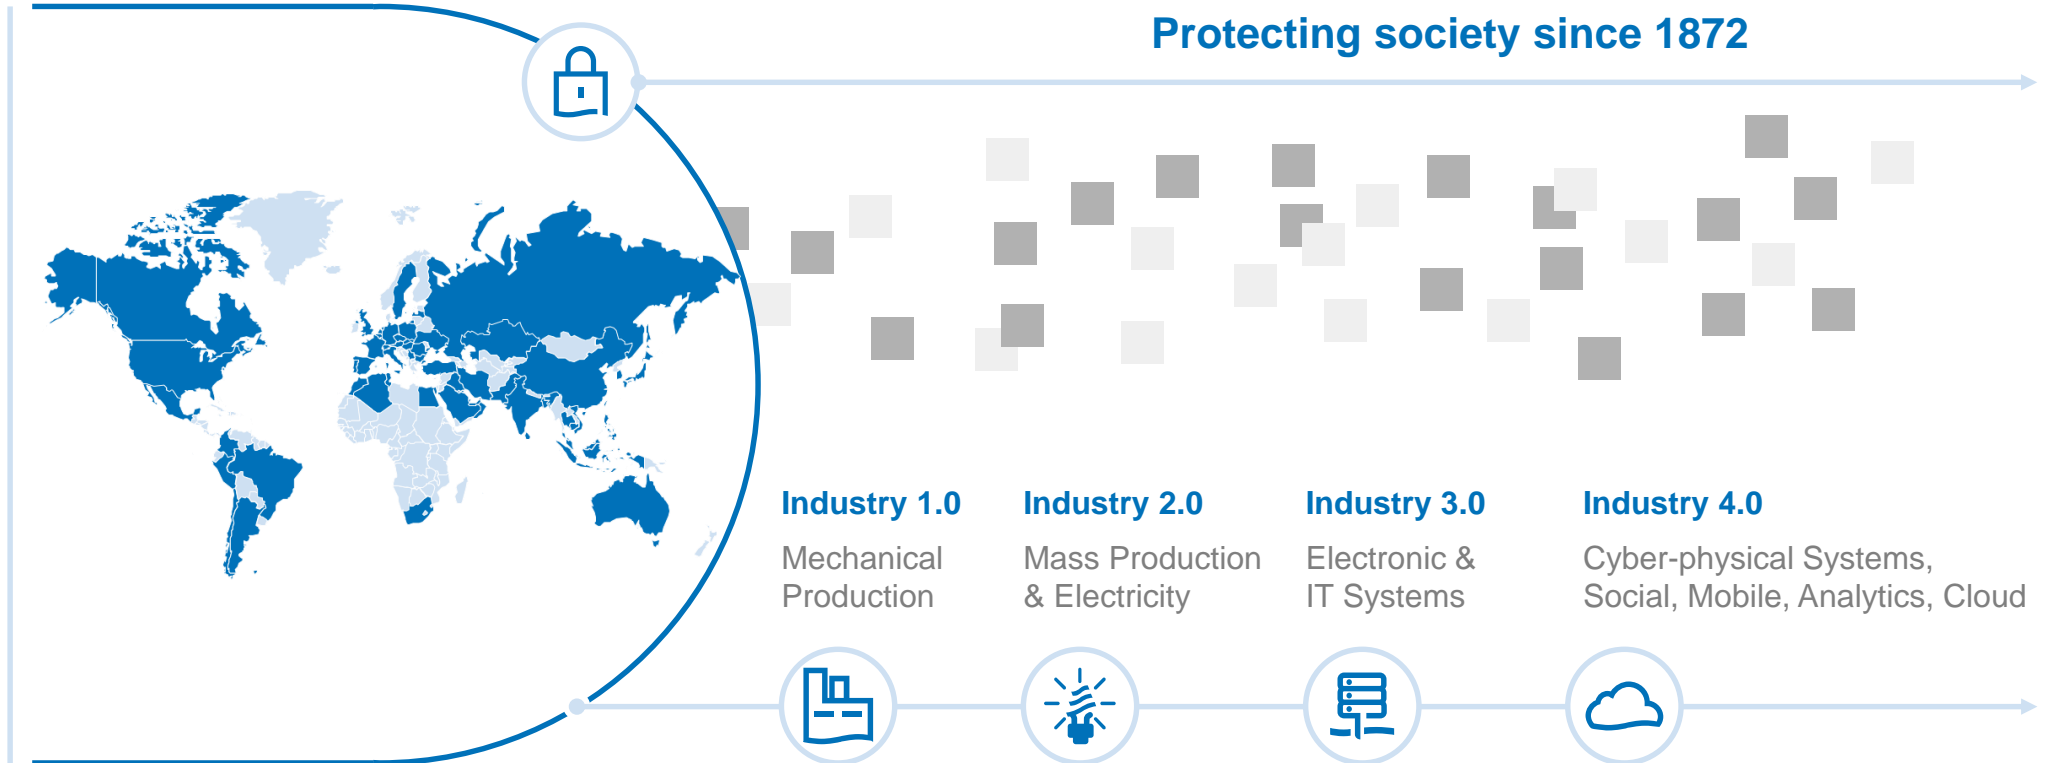 Protecting society since 1872
Industry 1.0
Mechanical
Production
Industry 2.0
Mass Production
& Electricity
Industry 3.0
Electronic &
IT Systems
Industry 4.0
Cyber-physical Systems,
Social, Mobile, Analytics, Cloud